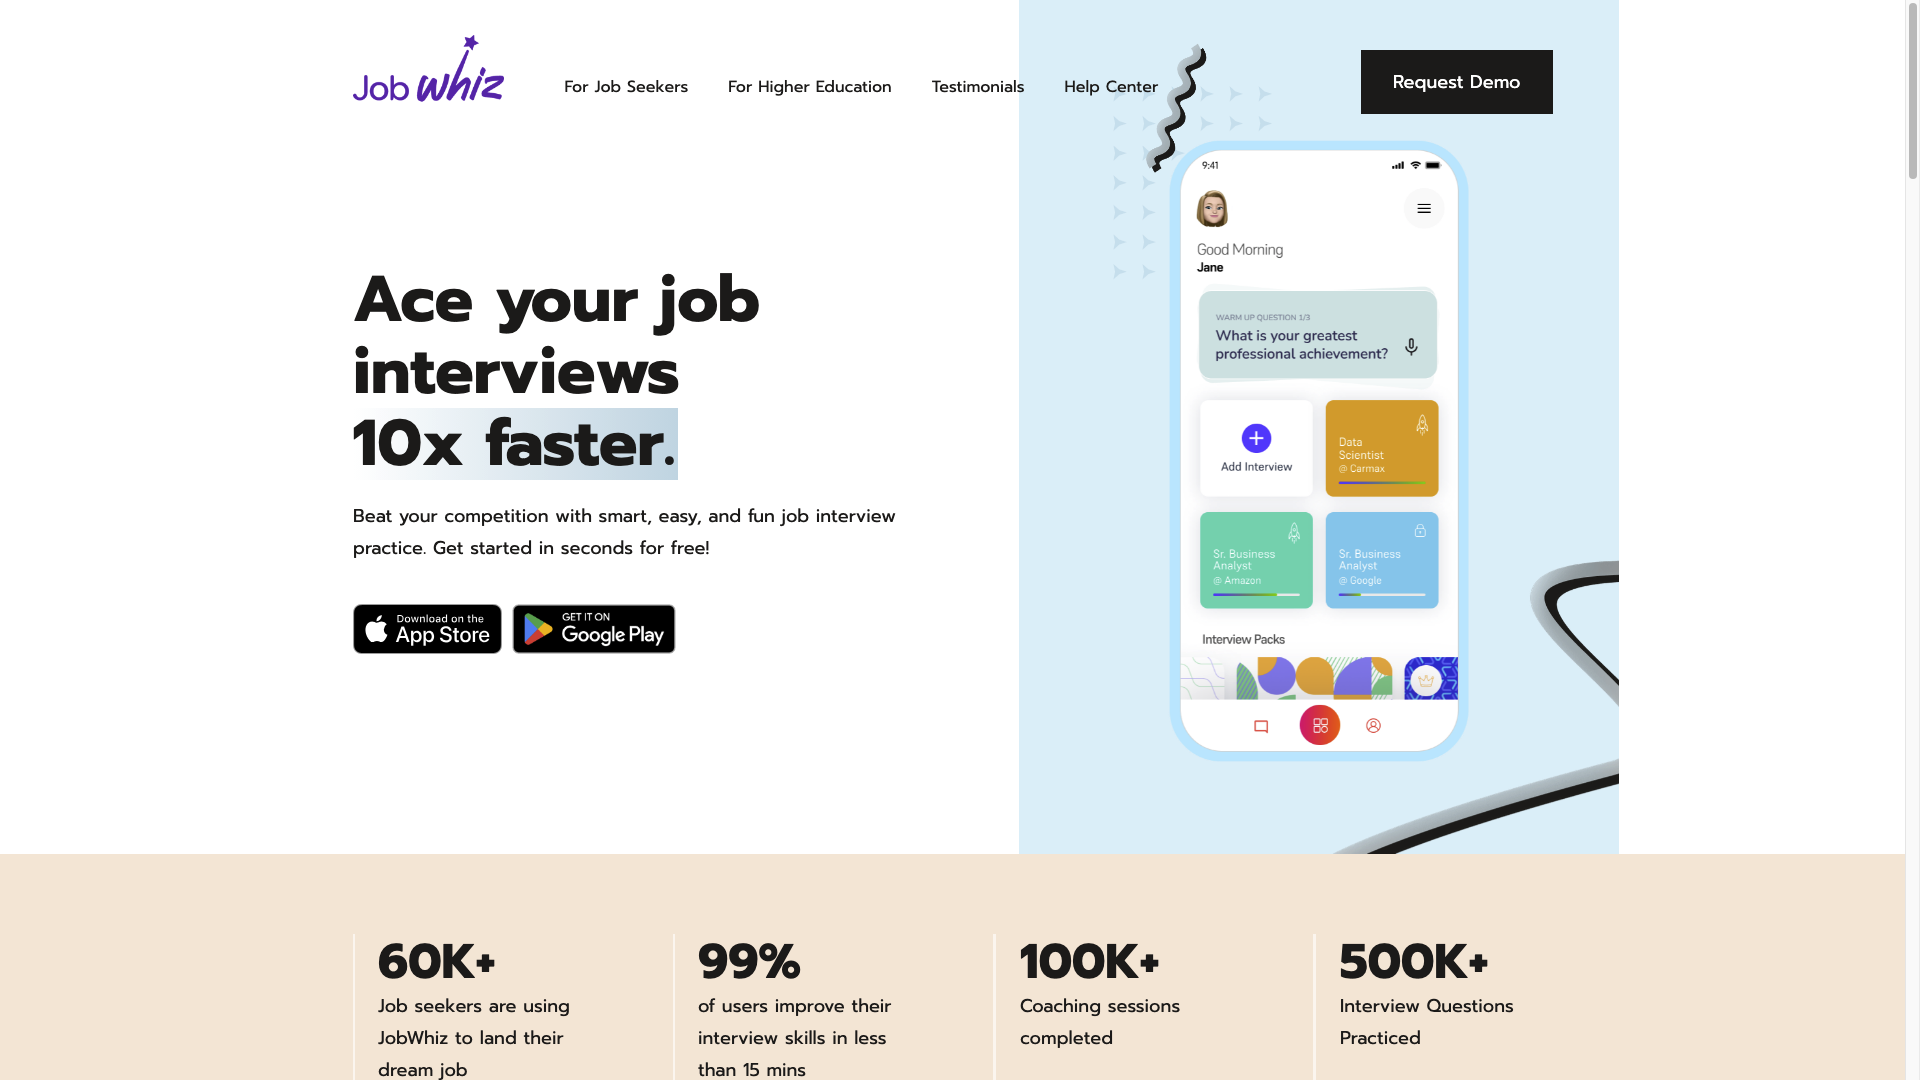 Job whiz
For Job Seekers
For Higher Education
Testimonials
Help Center
Request Demo
Ace your job
interviews
10x faster.
Beat your competition with smart, easy, and fun job interview
practice. Get started in seconds for free!
Download on the
App Store
GET IT ON
Google Play
9:41
Good Morning
Jane
WARM UP QUESTION 1/3
What is your greatest
professional achievement?
Add Interview
Data
Scientist
@ Carmax
Sr. Business
Analyst
@ Amazon
Sr. Business
Analyst
@ Google
Interview Packs
60K+
Job seekers are using
JobWhiz to land their
dream job
99%
of users improve their
interview skills in less
than 15 mins
100K+
Coaching sessions
completed
500K+
Interview Questions
Practiced